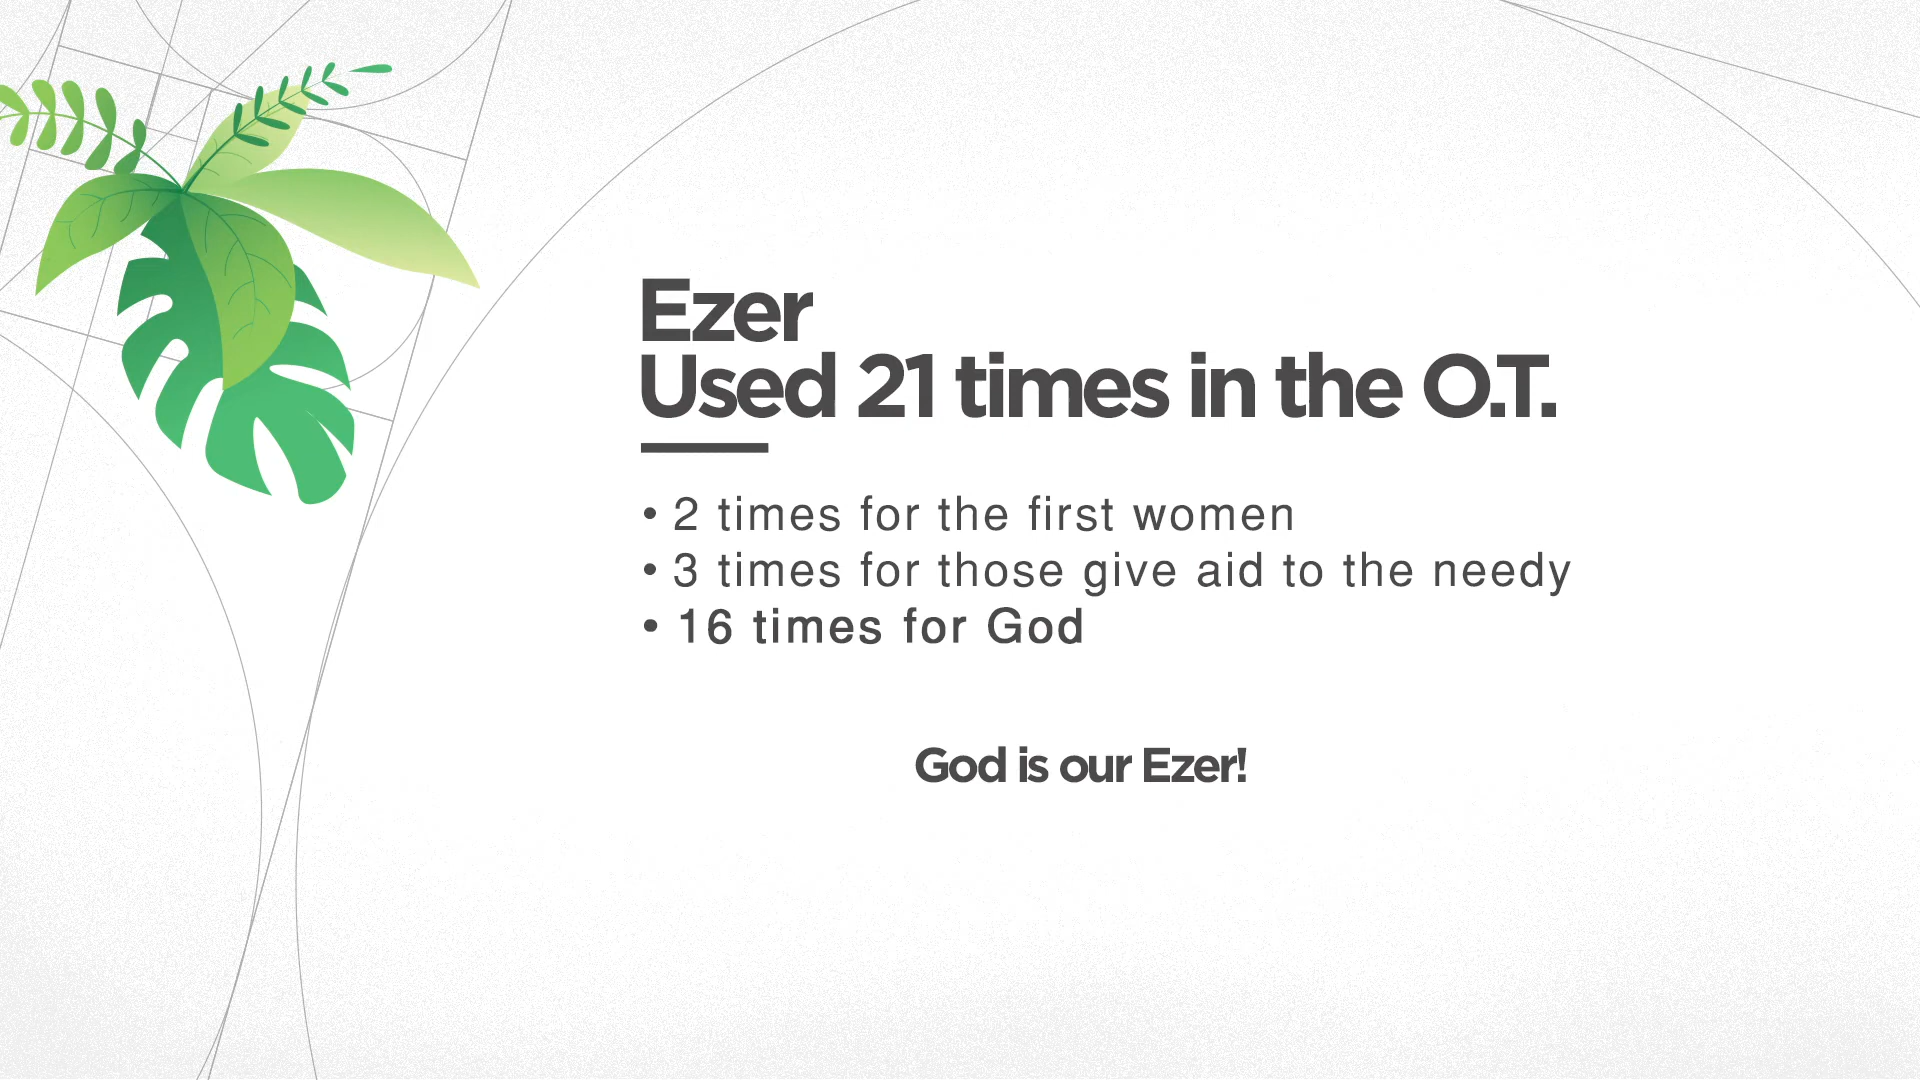 Ezer
Used 21 times in the O.T.
• 2 times for the first women
• 3 times for those give aid to the needy
• 16 times for God
God is our Ezer!